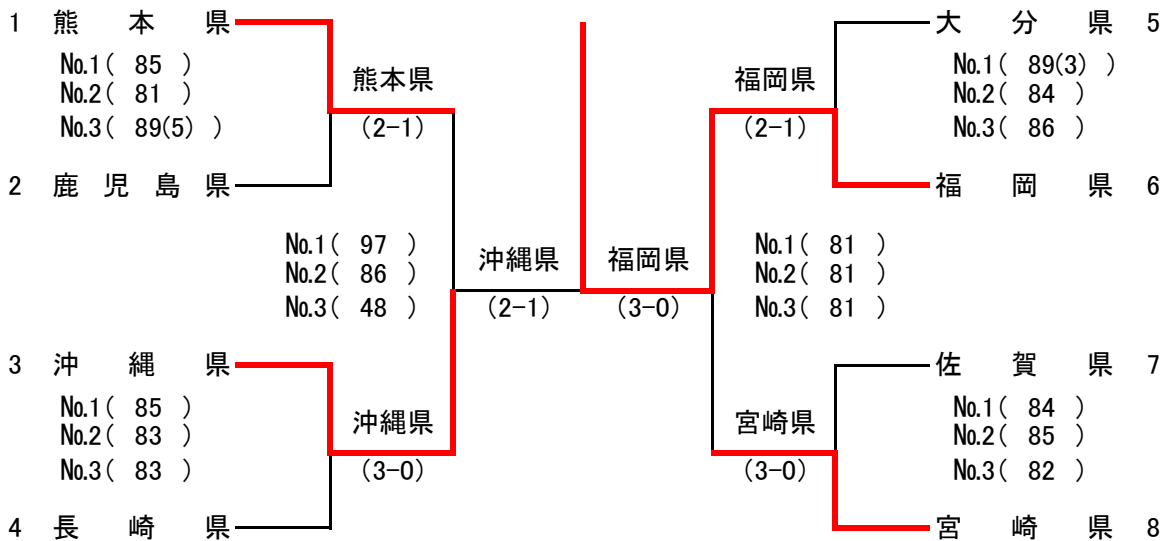 1 熊本県
No.1( 85 )
No.2( 81 )
No.3( 89(5) )
熊本県
(2-1)
2 鹿児島県
No.1( 97 )
No.2( 86 )
No.3( 48 )
沖縄県
(2-1)
3 沖縄県
No.1( 85 )
No.2( 83 )
No.3( 83 )
沖縄県
(3-0)
4 長崎県
大分県 5
No.1( 89(3) )
No.2( 84 )
No.3( 86 )
福岡県
(2-1)
福岡県 6
福岡県
(3-0)
No.1( 81 )
No.2( 81 )
No.3( 81 )
佐賀県 7
No.1( 84 )
No.2( 85 )
No.3( 82 )
宮崎県
(3-0)
宮崎県 8